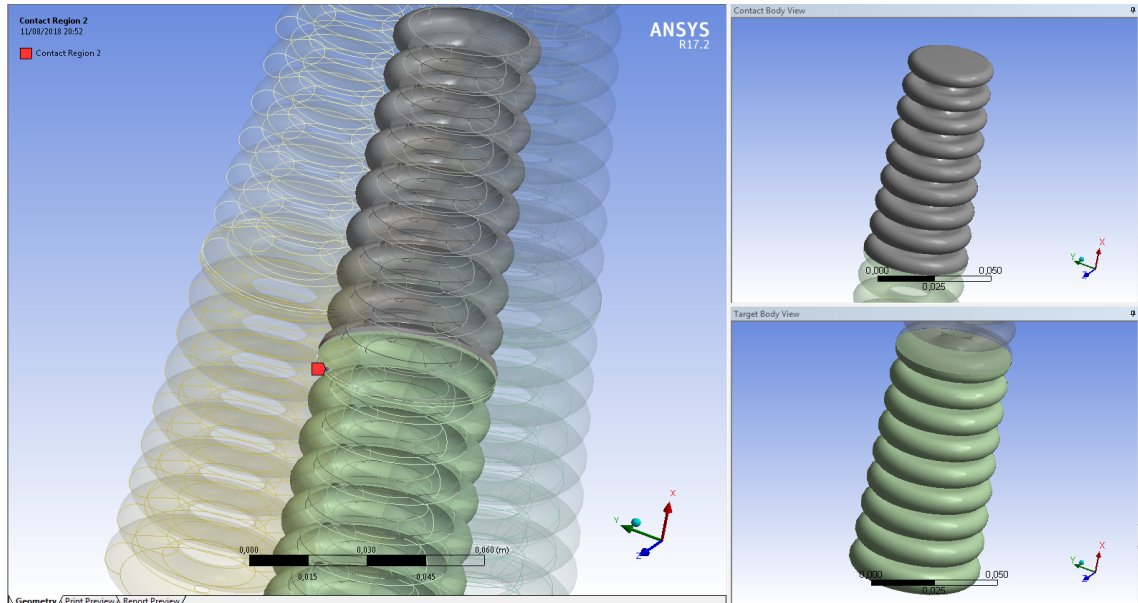 Contact Region 2
11/08/2018 20:52
Contact Region 2
ANSYS
R17.2
X
Y
Z
0,000
0,030
0,060 (m)
0,015
0,045
Geometry Print Preview Report Preview
Contact Body View
0,000
0,050
0,025
X
Y
Z
Target Body View
0,000
0,050
0,025
X
Y
Z